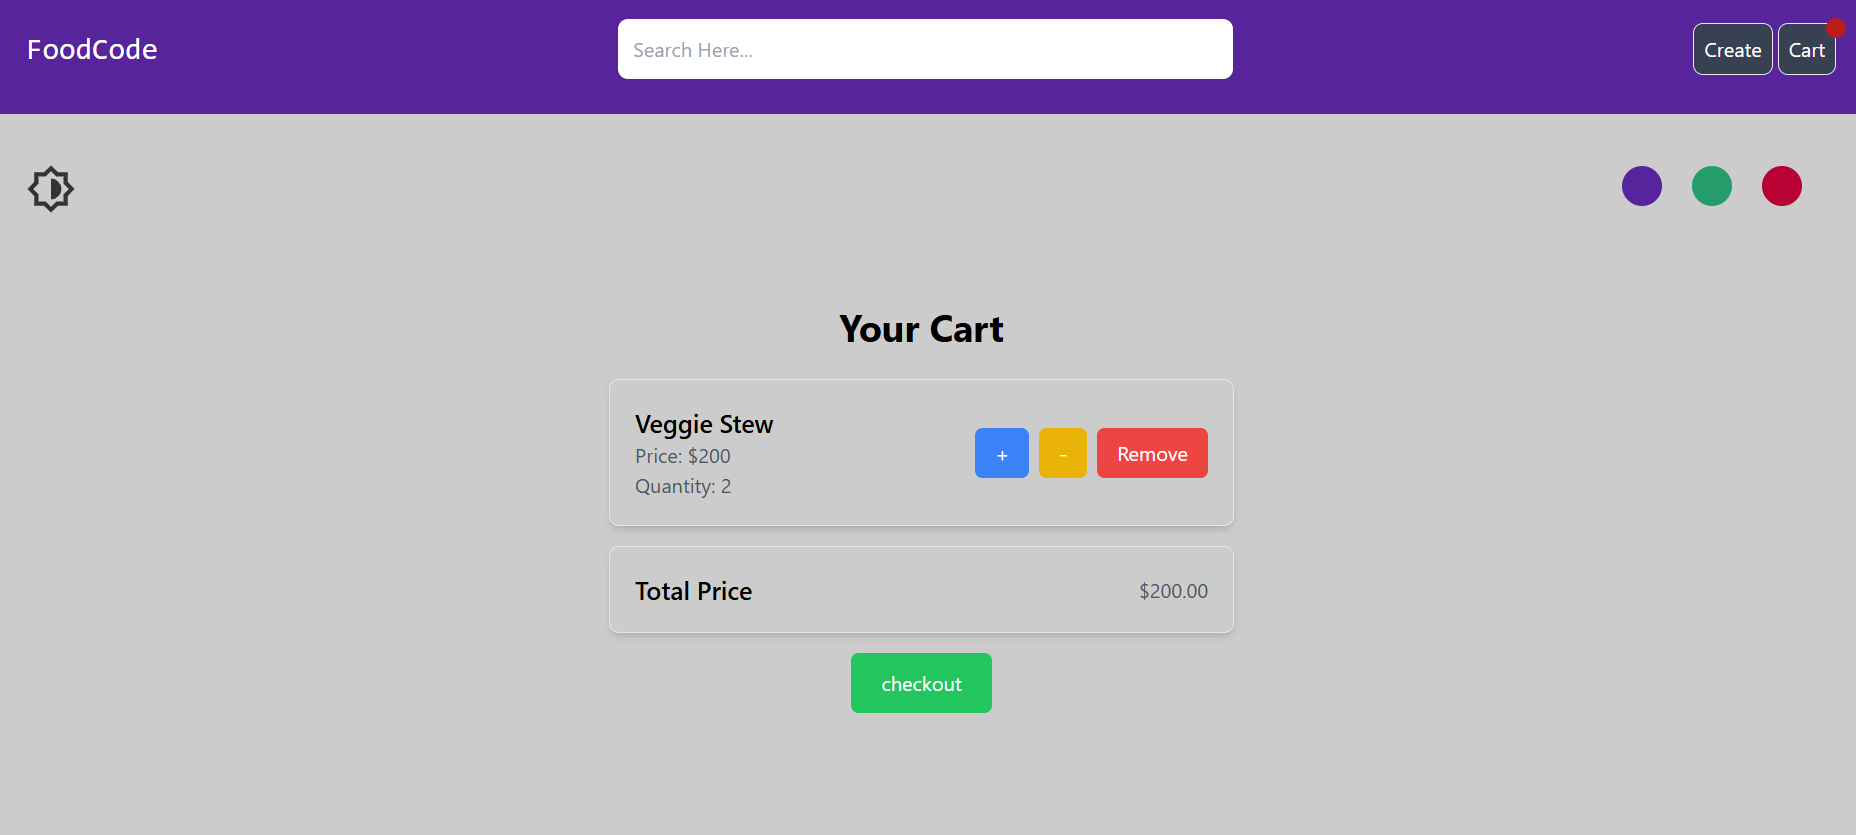 FoodCode
Search Here...
Create
Cart
Your Cart
Veggie Stew
Price: $200
Quantity: 2
+
-
Remove
Total Price
$200.00
checkout